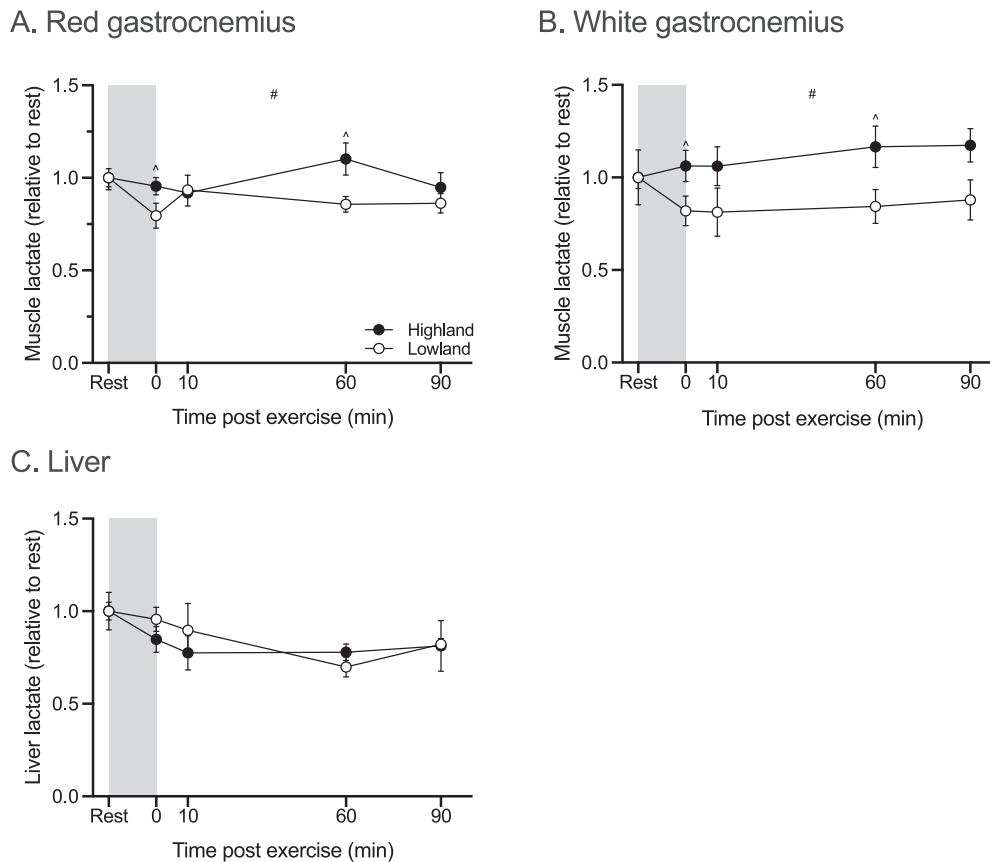 A. Red gastrocnemius
Muscle lactate (relative to rest)
1.5
1.0
0.5
0.0
#
^
^
Highland
Lowland
Rest 0 10 60 90
Time post exercise (min)
B. White gastrocnemius
Muscle lactate (relative to rest)
1.5
1.0
0.5
0.0
#
^
^
Rest 0 10 60 90
Time post exercise (min)
C. Liver
Liver lactate (relative to rest)
1.5
1.0
0.5
0.0
Rest 0 10 60 90
Time post exercise (min)